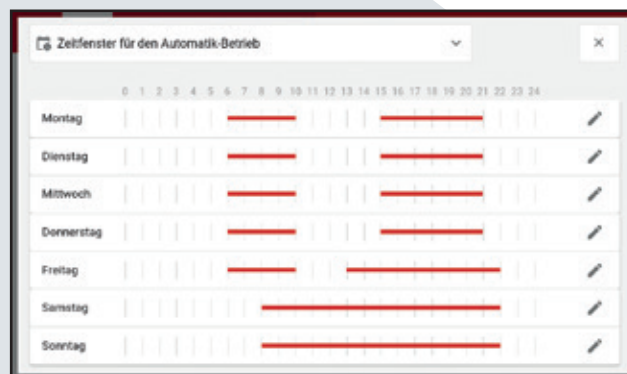 Zeitfenster für den Automatik-Betrieb
0 1 2 3 4 5 6 7 8 9 10 11 12 13 14 15 16 17 18 19 20 21 22 23 24
Montag
Dienstag
Mittwoch
Donnerstag
Freitag
Samstag
Sonntag